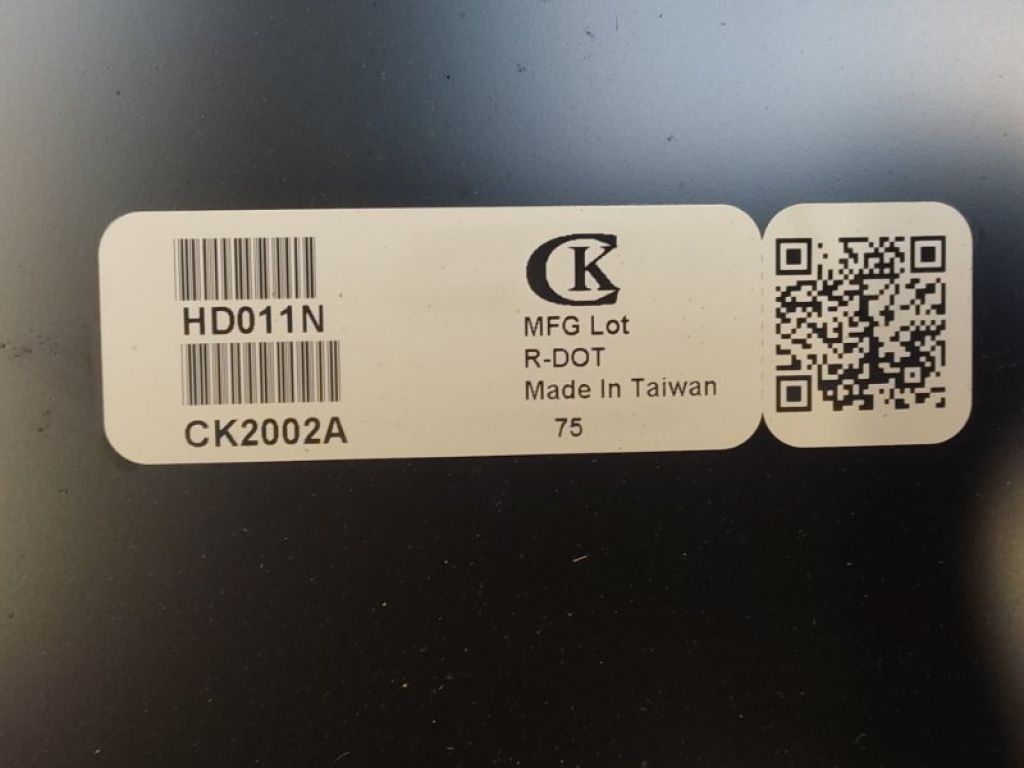 HD011N
CK2002A
CK
MFG Lot
R-DOT
Made In Taiwan
75